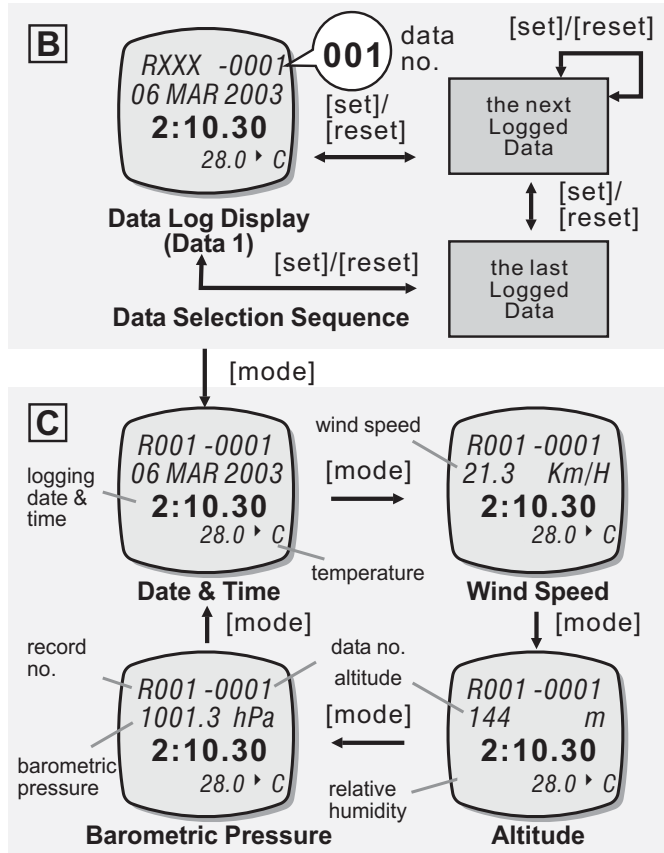 B
RXXX -0001
06 MAR 2003
2:10.30
28.0 ‣ C
001
data
no.
[set]/
[reset]
[set]/[reset]
the next
Logged
Data
[set]/
[reset]
the last
Logged
Data
Data Log Display
(Data 1)
[set]/[reset]
Data Selection Sequence
[mode]
C
logging
date &
time
R001 -0001
06 MAR 2003
2:10.30
28.0 ‣ C
temperature
Date & Time
[mode]
wind speed
R001 -0001
21.3 Km/H
2:10.30
28.0 ‣ C
Wind Speed
[mode]
[mode]
record
no.
data no.
R001 -0001
1001.3 hPa
2:10.30
28.0 ‣ C
barometric
pressure
Barometric Pressure
[mode]
altitude
R001 -0001
144 m
2:10.30
28.0 ‣ C
relative
humidity
Altitude